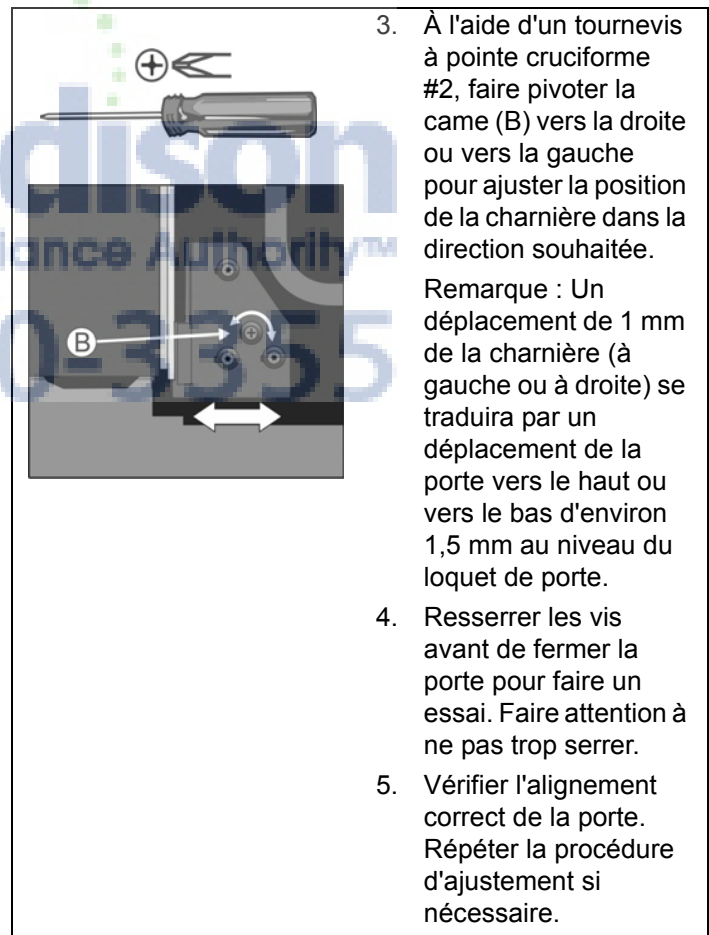 3. À l'aide d'un tournevis
à pointe cruciforme
#2, faire pivoter la
came (B) vers la droite
ou vers la gauche
pour ajuster la position
de la charnière dans la
direction souhaitée.
Remarque : Un
déplacement de 1 mm
de la charnière (à
gauche ou à droite) se
traduira par un
déplacement de la
porte vers le haut ou
vers le bas d'environ
1,5 mm au niveau du
loquet de porte.
4. Resserrer les vis
avant de fermer la
porte pour faire un
essai. Faire attention à
ne pas trop serrer.
5. Vérifier l'alignement
correct de la porte.
Répéter la procédure
d'ajustement si
nécessaire.
B
dison
iance Authority™
0-3355